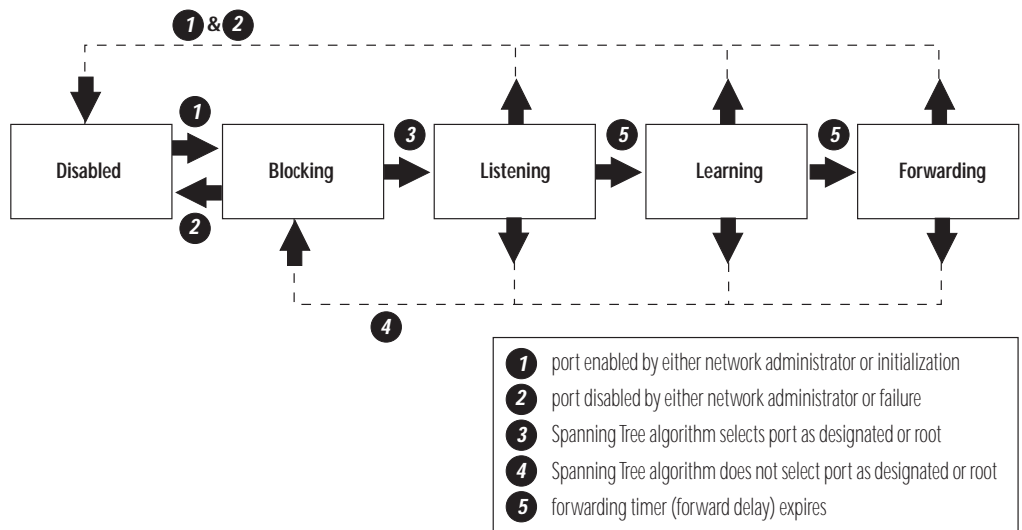 1 & 2
1
3
5
5
Disabled
Blocking
Listening
Learning
Forwarding
2
4
1 port enabled by either network administrator or initialization
2 port disabled by either network administrator or failure
3 Spanning Tree algorithm selects port as designated or root
4 Spanning Tree algorithm does not select port as designated or root
5 forwarding timer (forward delay) expires